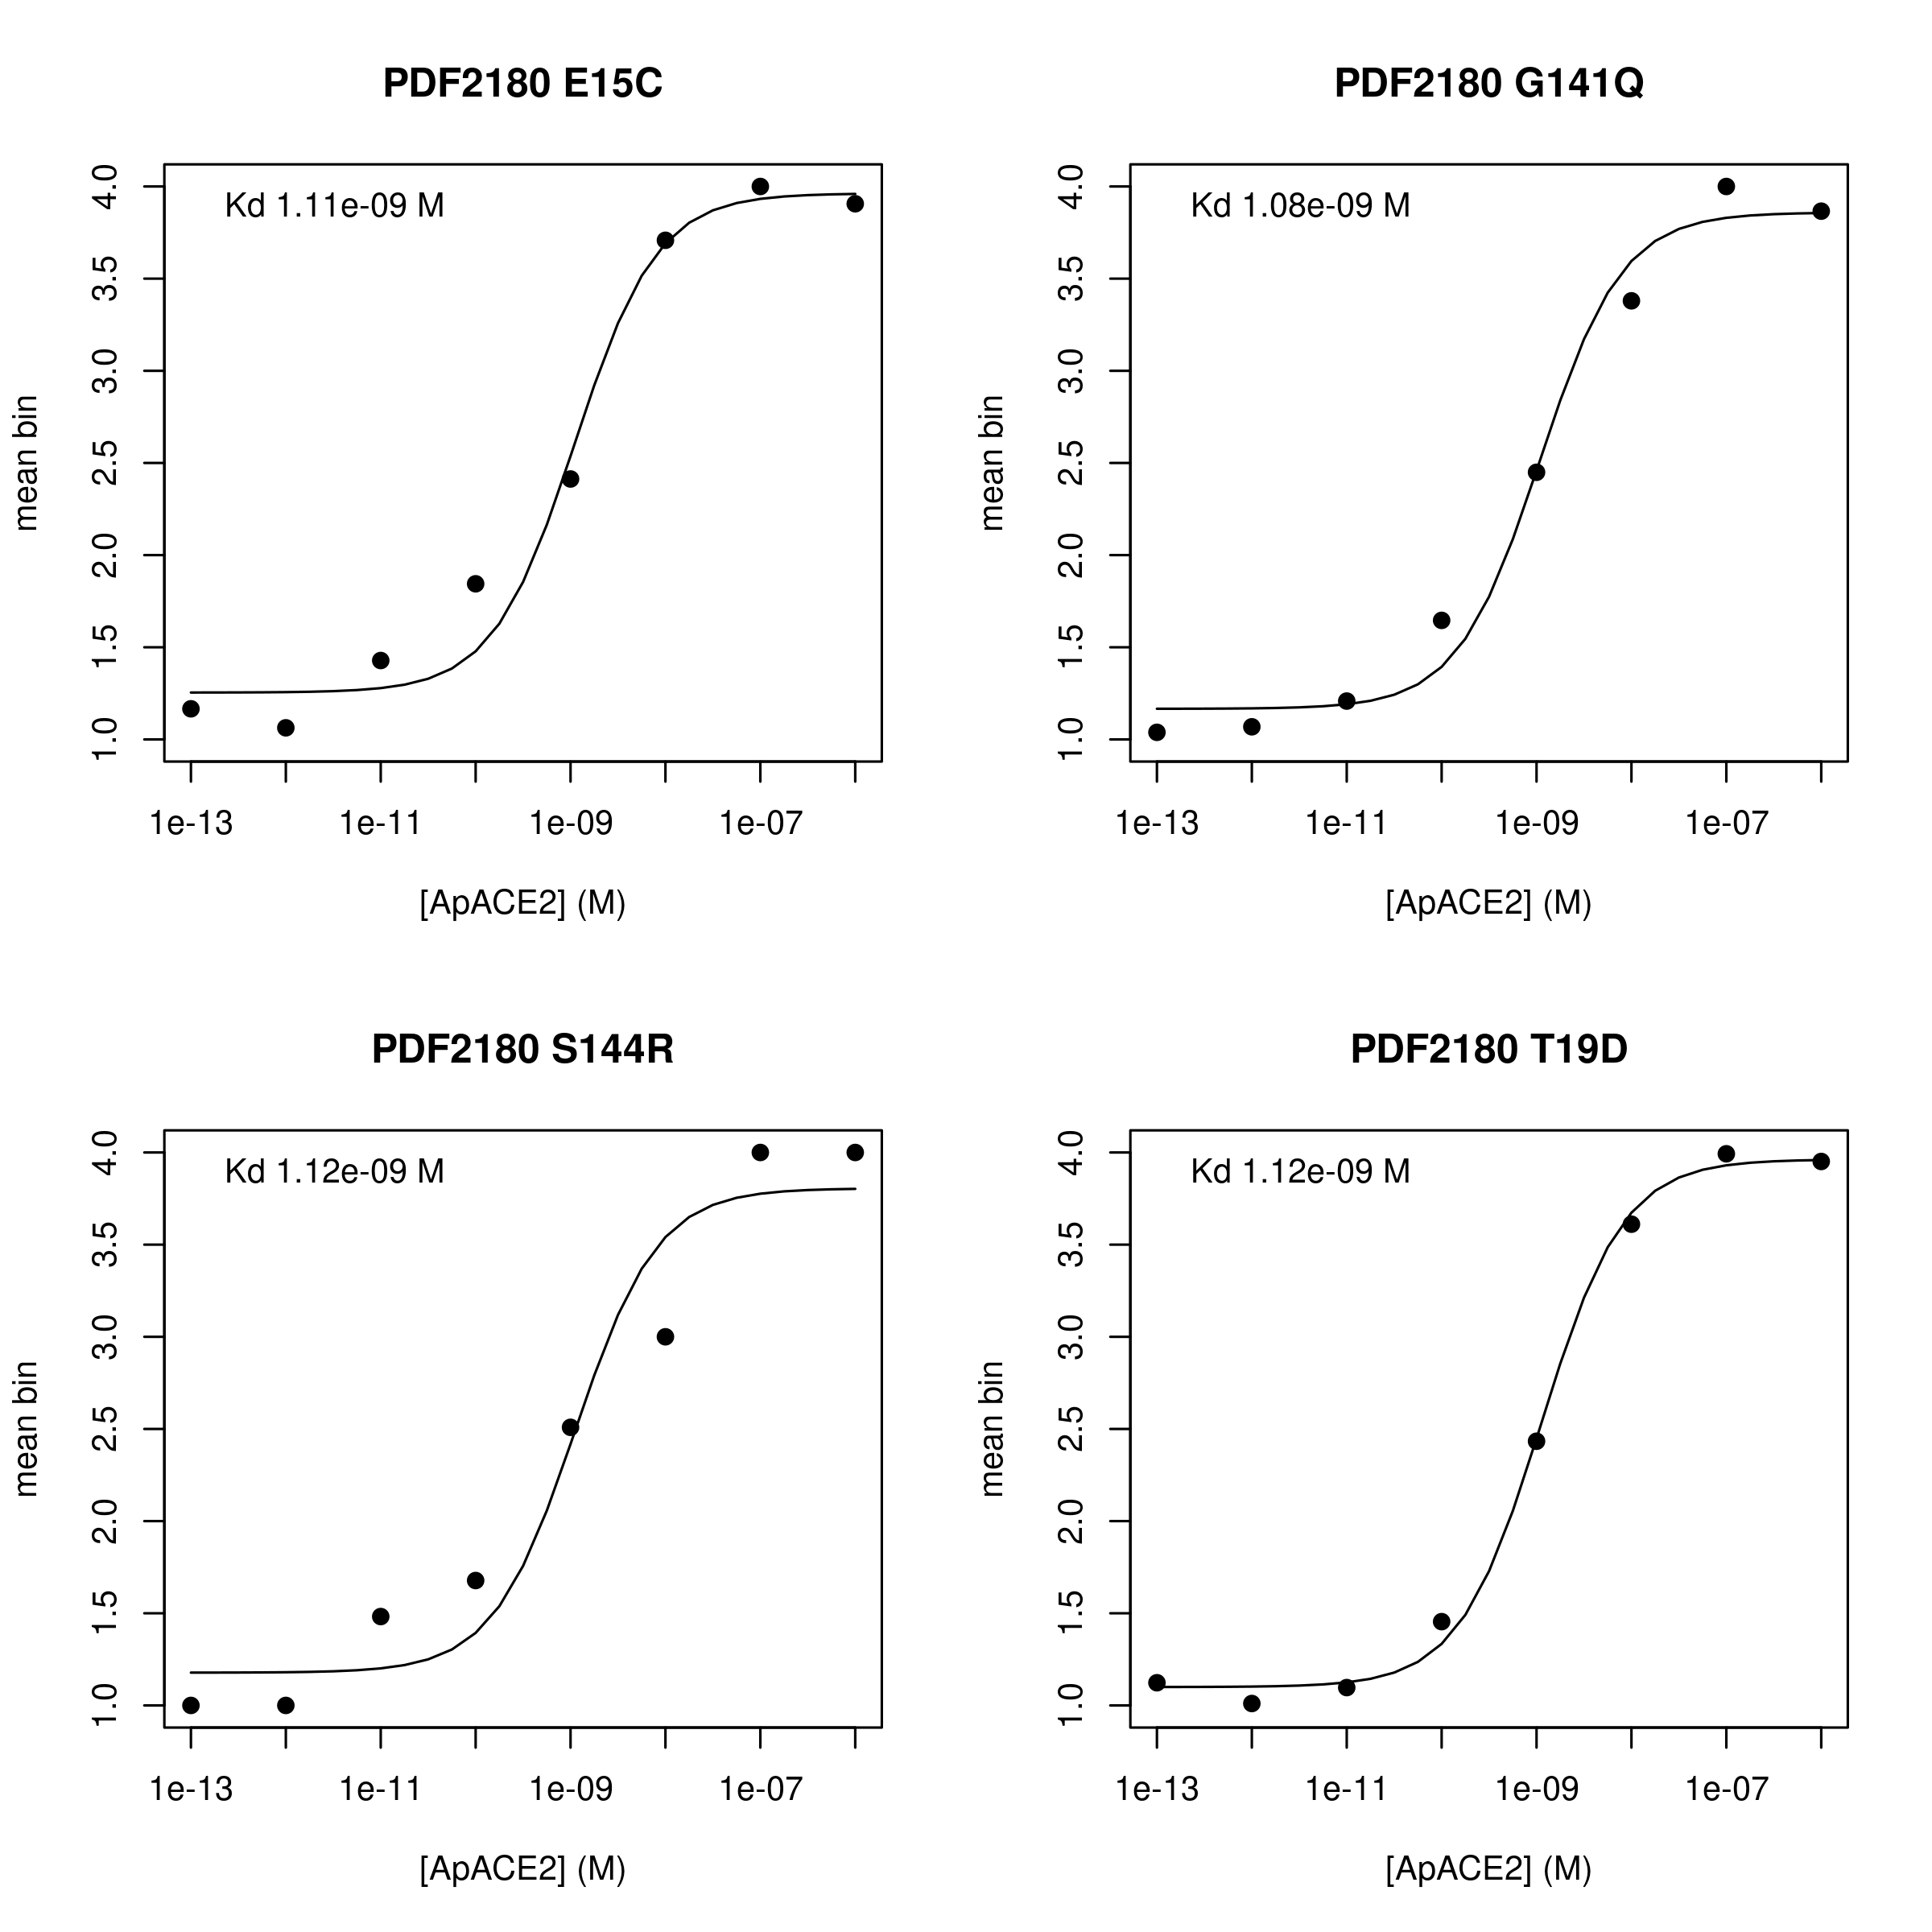 PDF2180 E15C
Kd 1.11e-09 M
mean bin
4.0
3.5
3.0
2.5
2.0
1.5
1.0
1e-13 1e-11 1e-09 1e-07
[ApACE2] (M)
PDF2180 G141Q
Kd 1.08e-09 M
mean bin
4.0
3.5
3.0
2.5
2.0
1.5
1.0
1e-13 1e-11 1e-09 1e-07
[ApACE2] (M)
PDF2180 S144R
Kd 1.12e-09 M
mean bin
4.0
3.5
3.0
2.5
2.0
1.5
1.0
1e-13 1e-11 1e-09 1e-07
[ApACE2] (M)
PDF2180 T19D
Kd 1.12e-09 M
mean bin
4.0
3.5
3.0
2.5
2.0
1.5
1.0
1e-13 1e-11 1e-09 1e-07
[ApACE2] (M)